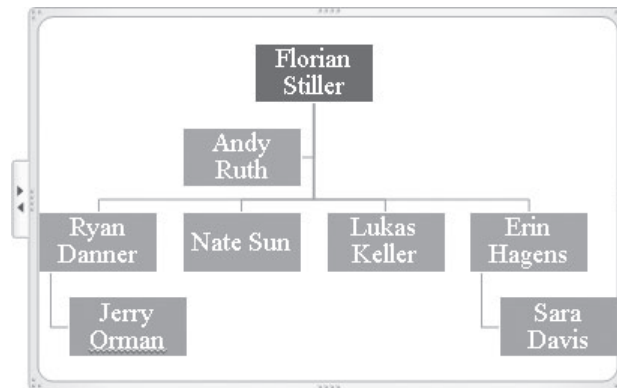 Florian
Stiller
Andy
Ruth
Ryan
Danner
Nate Sun
Lukas
Keller
Erin
Hagens
Jerry
Orman
Sara
Davis